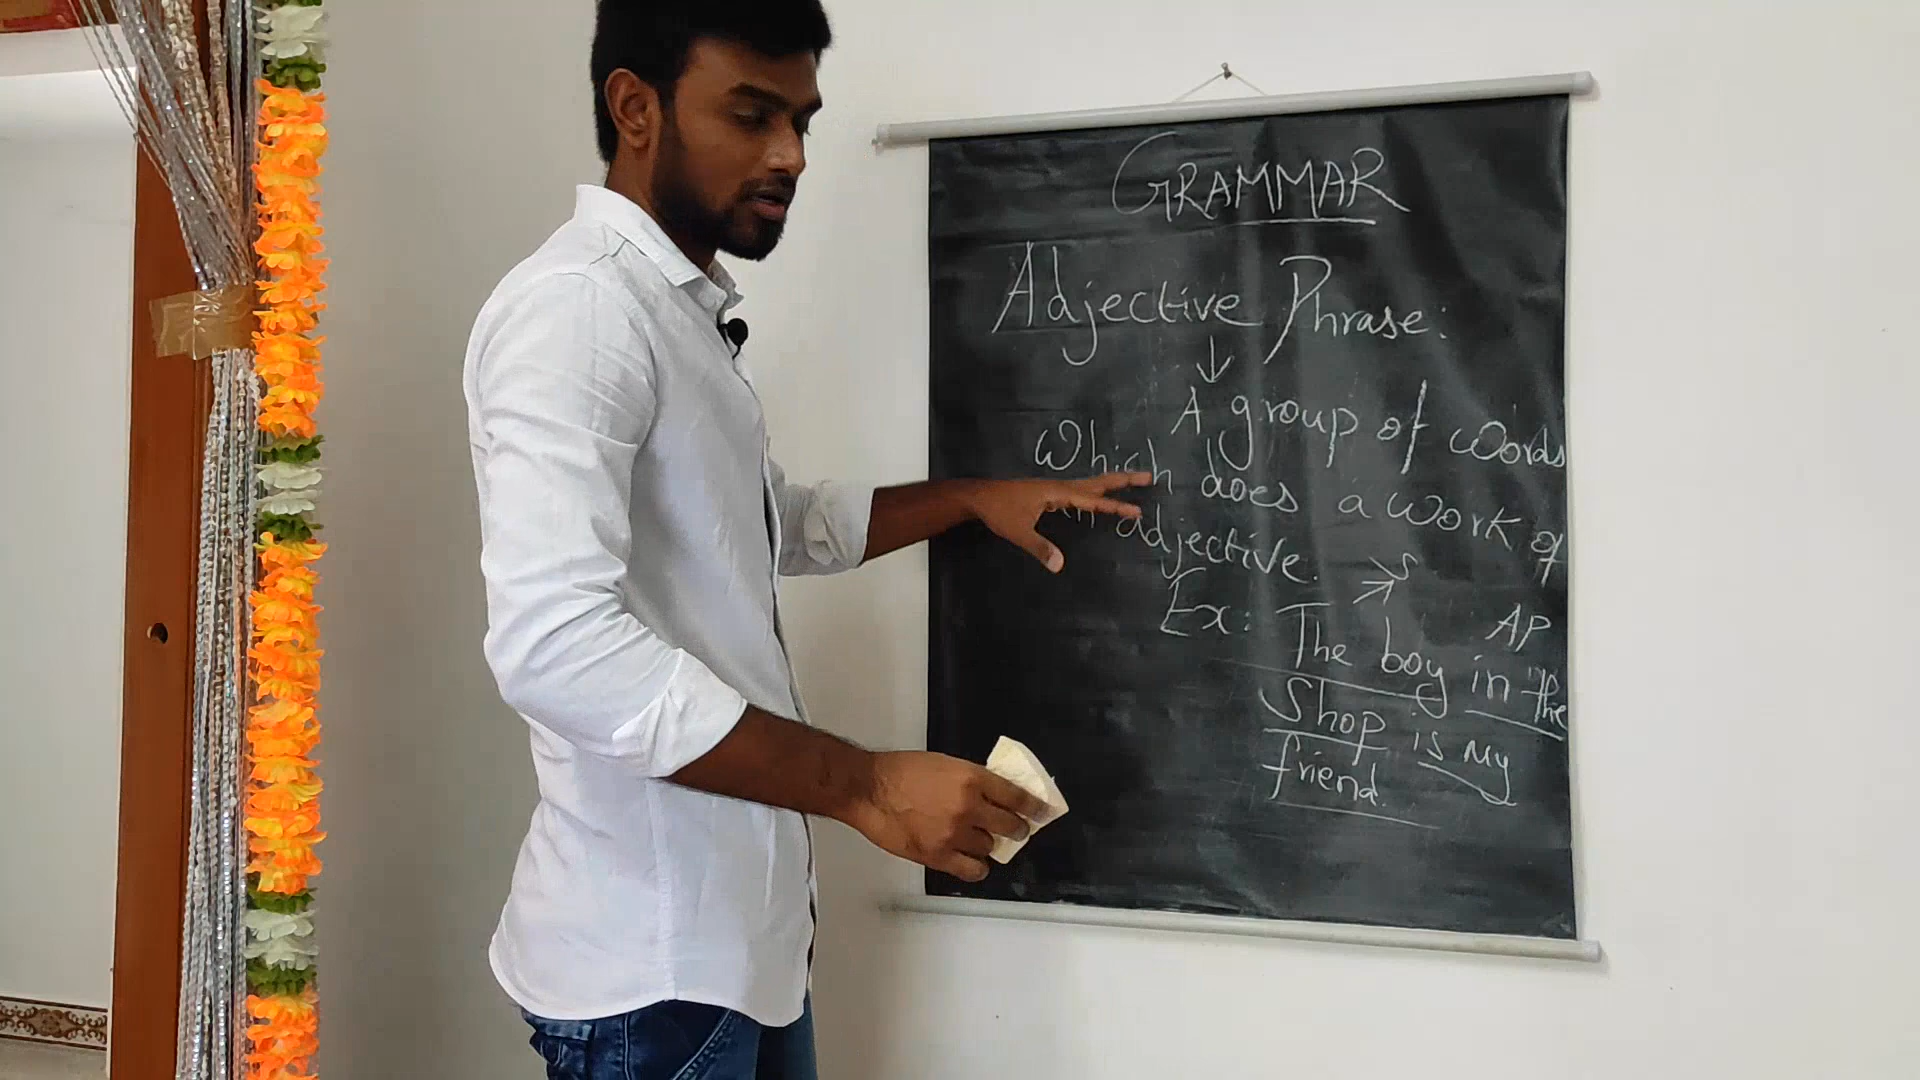 GRAMMAR
Adjective Phrase:
↓
A group of words
Which does a work of
an adjective.
S
Ex: The boy in the
AP
Shop is my
friend.